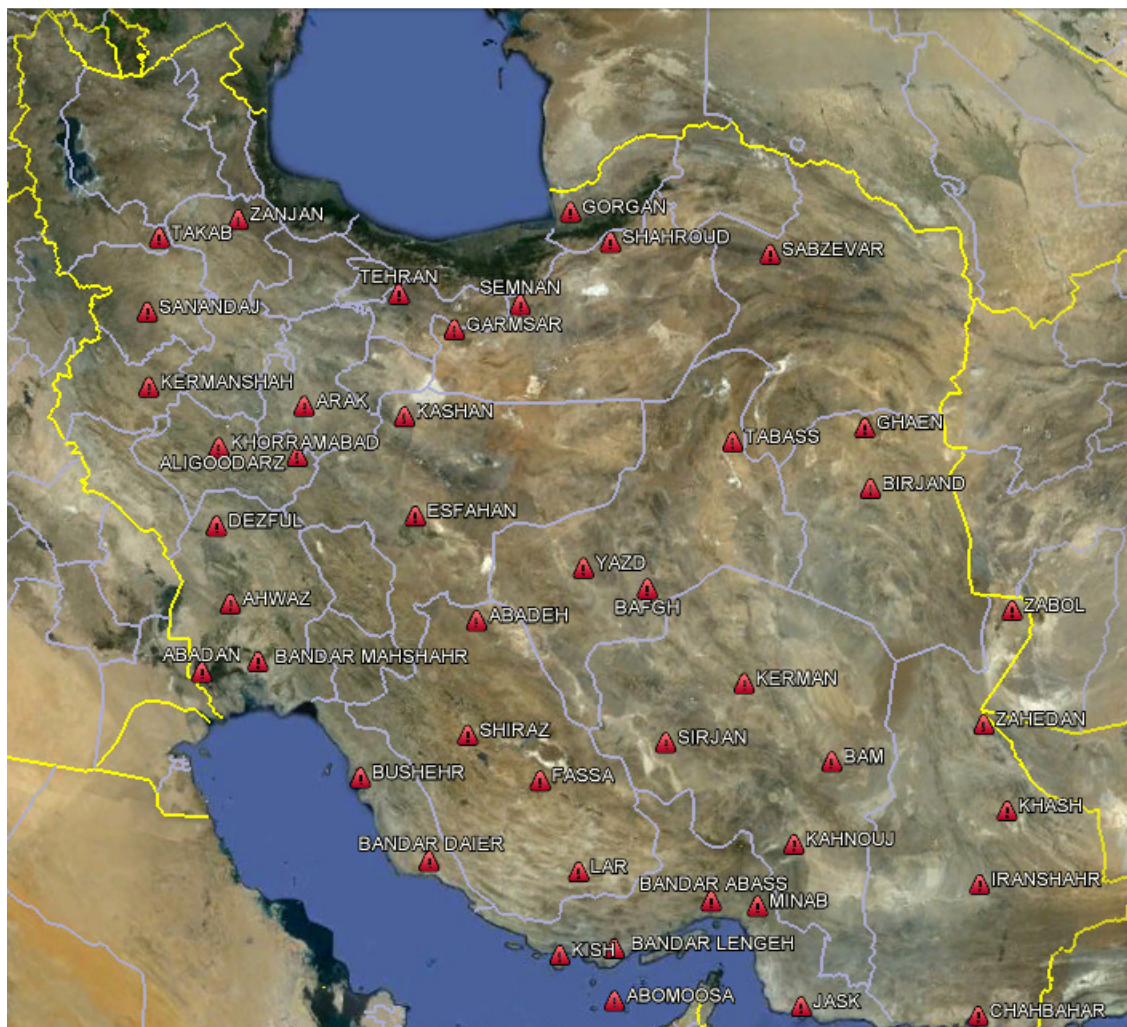 GORGAN
ZANJAN
TAKAB
SHAHROUD
SABZEVAR
TEHRAN
SEMNAN
SANANDAJ
GARMSAR
KERMANSHAH
ARAK
KASHAN
GHAEN
KHORRAMABAD
TABASS
ALIGOODARZ
BIRJAND
ESFAHAN
DEZFUL
YAZD
AHWAZ
BAFGH
ABADEH
ZABOL
ABADAN
BANDAR MAHSHAHR
KERMAN
ZAHEDAN
SHIRAZ
SIRJAN
BAM
BUSHEHR
FASSA
KHASH
BANDAR DAIER
KAHNOUJ
LAR
BANDAR ABASS
IRANSHAHR
MINAB
KISH
BANDAR LENGEH
ABOMOOSA
JASK
CHAHBAHAR